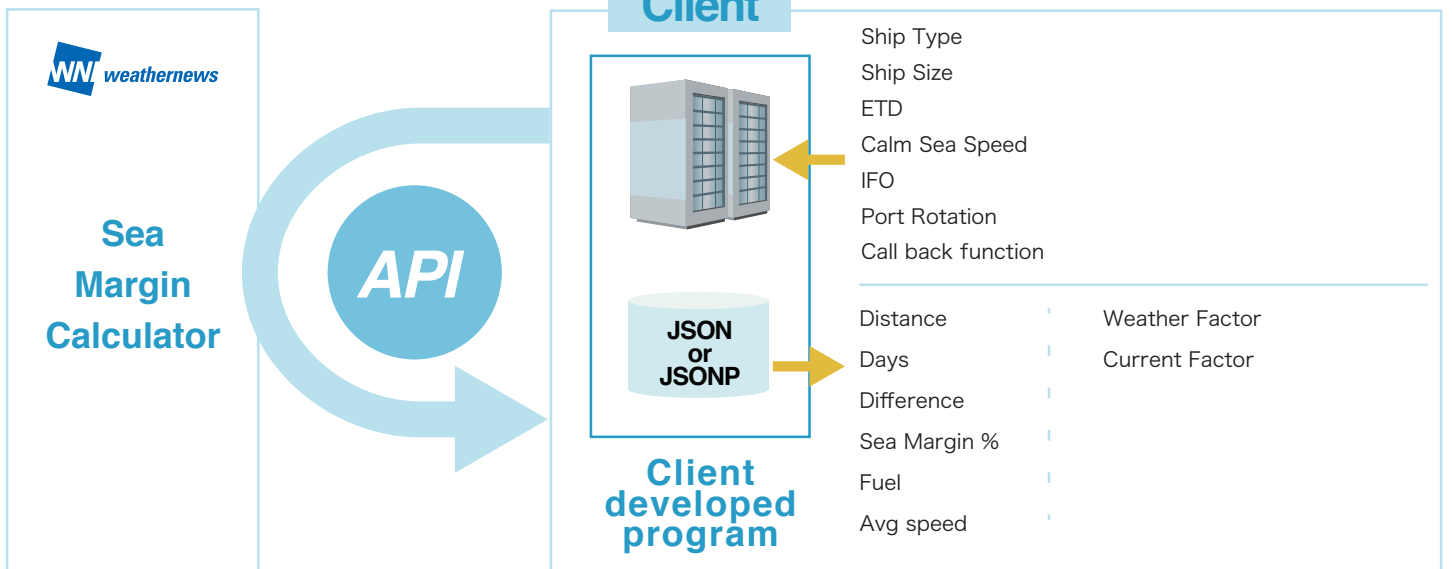 Client
WNI weathernews
Sea
Margin
Calculator
API
JSON
or
JSONP
Client
developed
program
Ship Type
Ship Size
ETD
Calm Sea Speed
IFO
Port Rotation
Call back function
Distance
Days
Difference
Sea Margin %
Fuel
Avg speed
Weather Factor
Current Factor